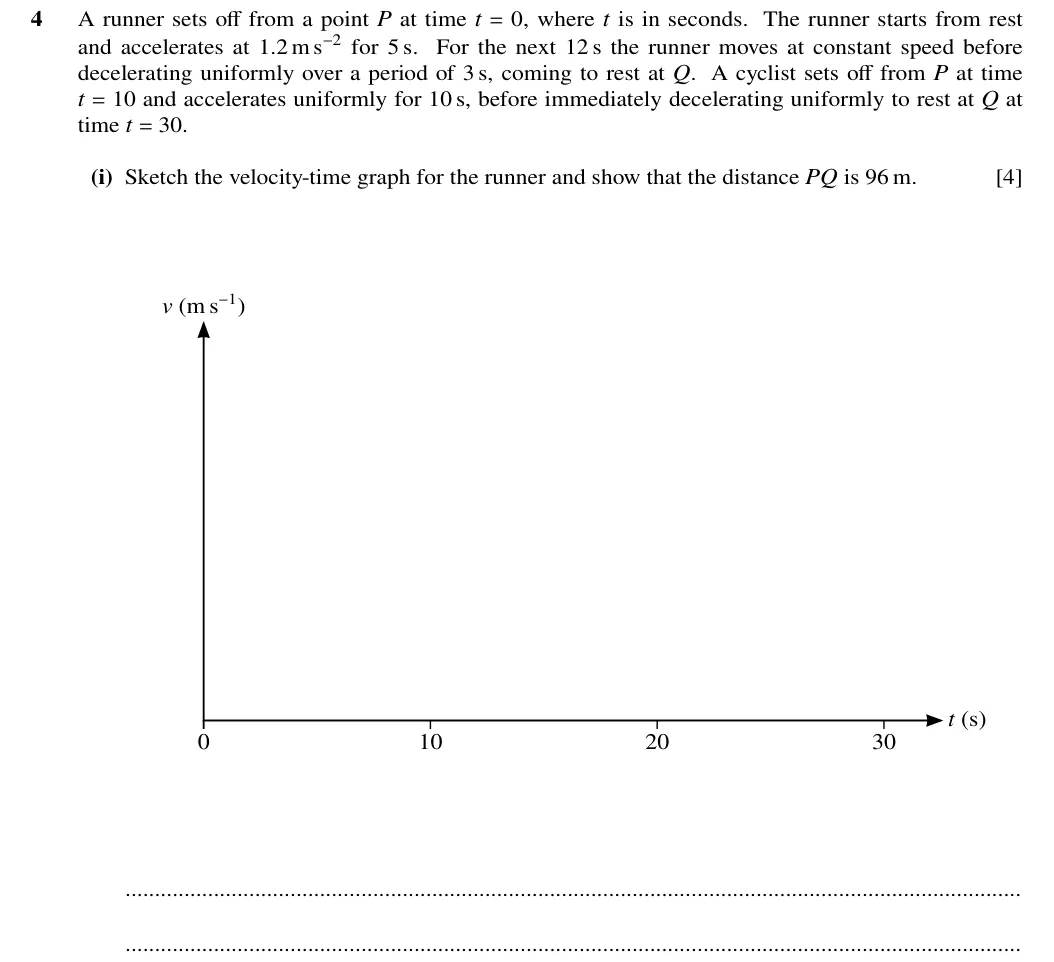 4 A runner sets off from a point P at time t = 0, where t is in seconds. The runner starts from rest
and accelerates at 1.2 m s⁻² for 5 s. For the next 12 s the runner moves at constant speed before
decelerating uniformly over a period of 3 s, coming to rest at Q. A cyclist sets off from P at time
t = 10 and accelerates uniformly for 10 s, before immediately decelerating uniformly to rest at Q at
time t = 30.
(i) Sketch the velocity-time graph for the runner and show that the distance PQ is 96 m. [4]
v (m s⁻¹)
t (s)
0 10 20 30